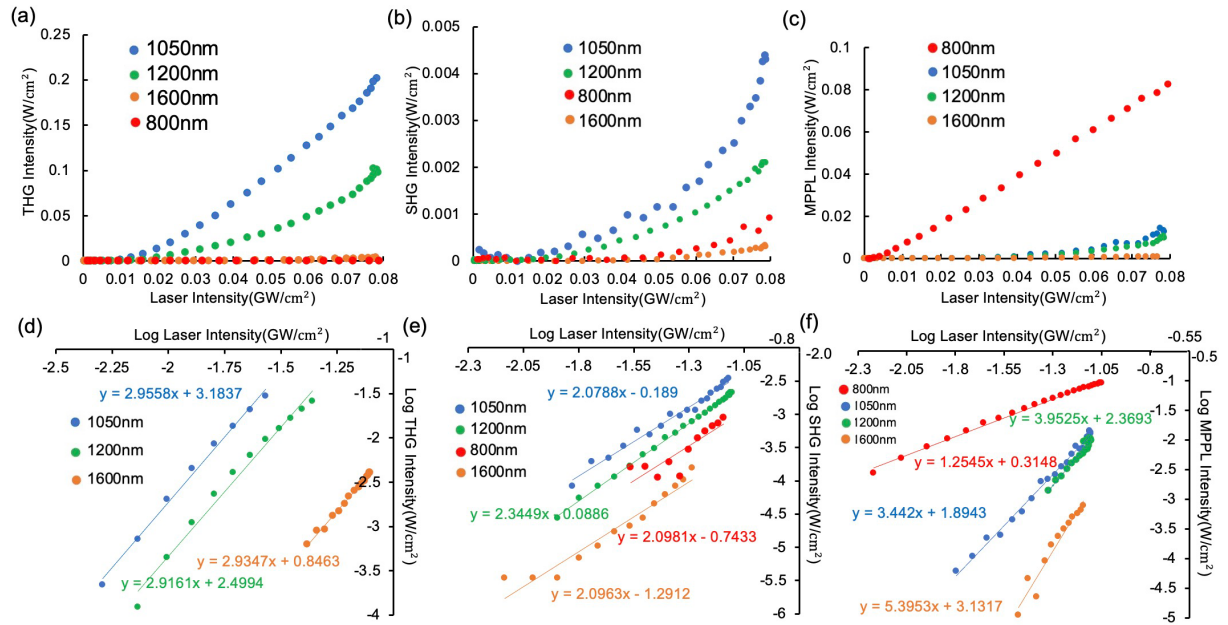 (a)
THG Intensity(W/cm²)
0.25
0.2
0.15
0.1
0.05
0
1050nm
1200nm
1600nm
800nm
0 0.01 0.02 0.03 0.04 0.05 0.06 0.07 0.08
Laser Intensity(GW/cm²)
(b)
SHG Intensity(W/cm²)
0.005
0.004
0.003
0.002
0.001
0
1050nm
1200nm
800nm
1600nm
0 0.01 0.02 0.03 0.04 0.05 0.06 0.07 0.08
Laser Intensity(GW/cm²)
(c)
MPPL Intensity(W/cm²)
0.1
0.08
0.06
0.04
0.02
0
800nm
1050nm
1200nm
1600nm
0 0.01 0.02 0.03 0.04 0.05 0.06 0.07 0.08
Laser Intensity(GW/cm²)
(d)
Log Laser Intensity(GW/cm²)
-2.5 -2.25 -2 -1.75 -1.5 -1.25 -1
-1
-1.5
-2
-2.5
-3
-3.5
-4
Log THG Intensity(W/cm²)
y = 2.9558x + 3.1837
1050nm
1200nm
1600nm
y = 2.9347x + 0.8463
y = 2.9161x + 2.4994
(e)
Log Laser Intensity(GW/cm²)
-2.3 -2.05 -1.8 -1.55 -1.3 -1.05 -0.8
-2.0
-2.5
-3
-3.5
-4
-4.5
-5
-5.5
-6
Log SHG Intensity(W/cm²)
y = 2.0788x - 0.189
1050nm
1200nm
800nm
1600nm
y = 2.3449x - 0.0886
y = 2.0981x - 0.7433
y = 2.0963x - 1.2912
(f)
Log Laser Intensity(GW/cm²)
-2.3 -2.05 -1.8 -1.55 -1.3 -1.05 -0.55
-0.5
-1
-1.5
-2
-2.5
-3
-3.5
-4
-4.5
-5
Log MPPL Intensity(W/cm²)
800nm
1050nm
1200nm
1600nm
y = 3.9525x + 2.3693
y = 1.2545x + 0.3148
y = 3.442x + 1.8943
y = 5.3953x + 3.1317